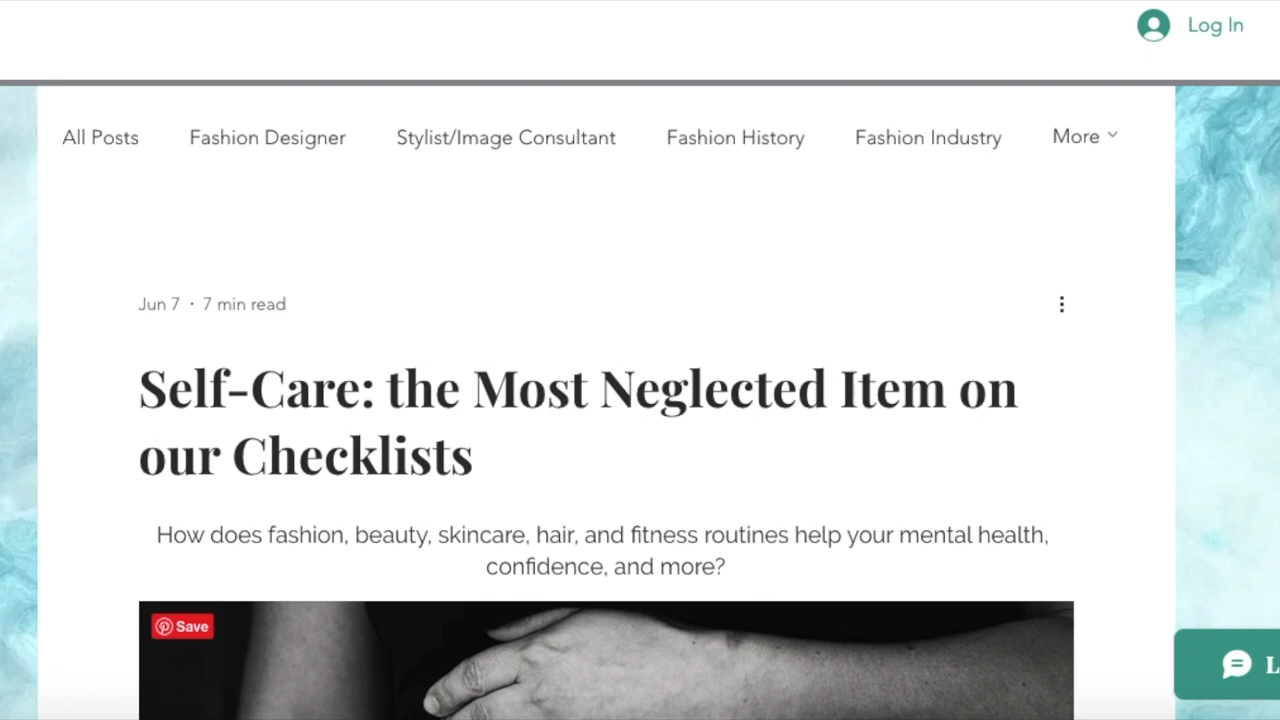 Log In
All Posts Fashion Designer Stylist/Image Consultant Fashion History Fashion Industry More
Jun 7 · 7 min read
Self-Care: the Most Neglected Item on
our Checklists
How does fashion, beauty, skincare, hair, and fitness routines help your mental health,
confidence, and more?
Save